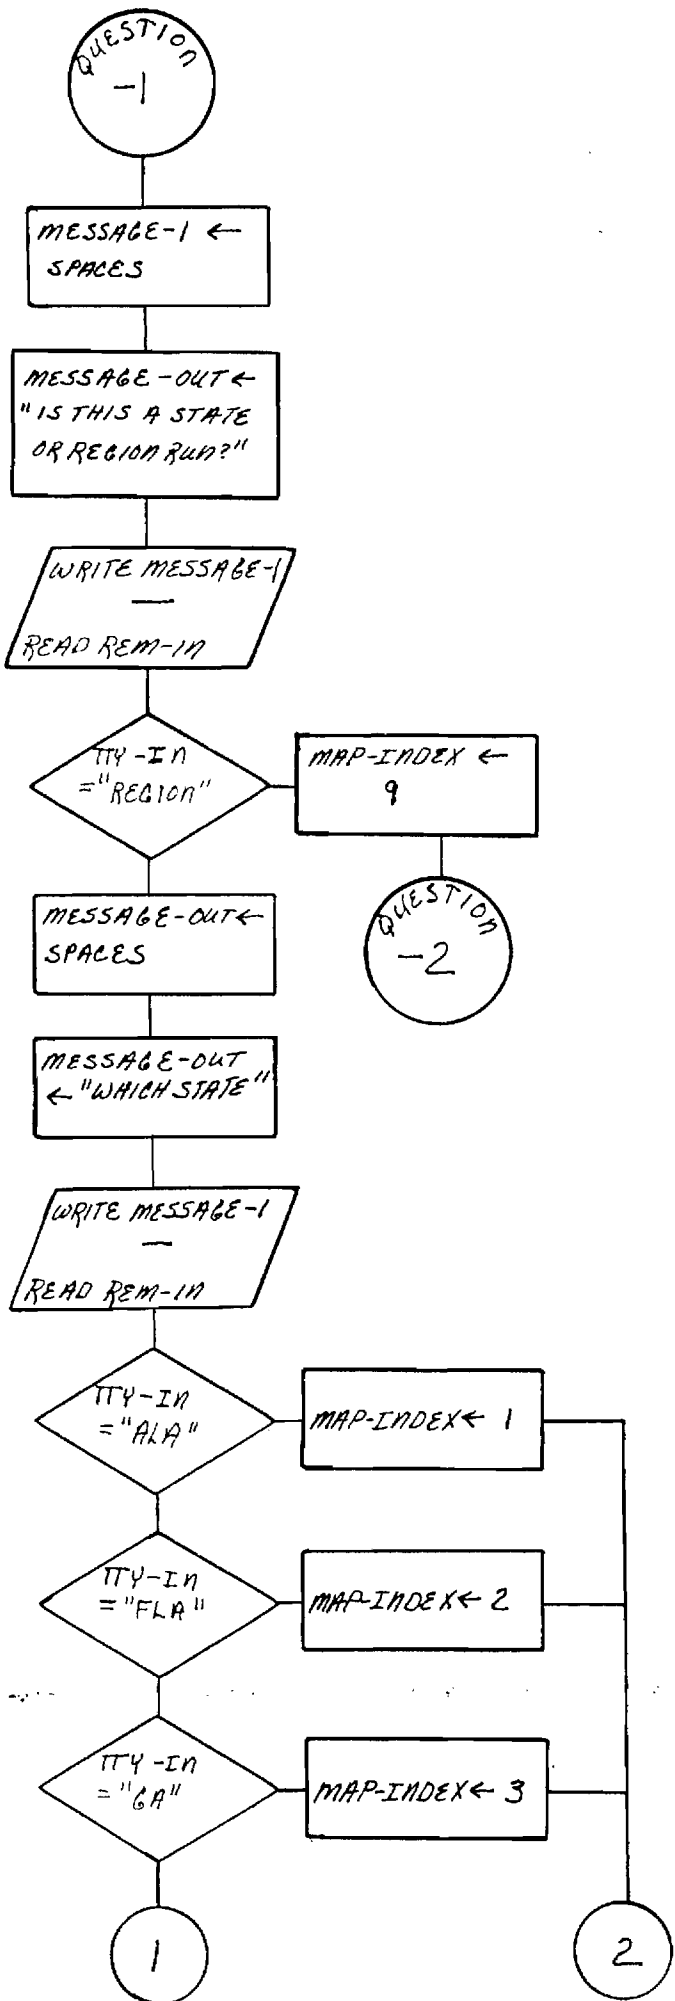 QUESTION
-1
MESSAGE-1 ←
SPACES
MESSAGE-OUT ←
"IS THIS A STATE
OR REGION RUN?"
WRITE MESSAGE-1
—
READ REM-IN
TTY-IN
="REGION"
MAP-INDEX ←
9
QUESTION
-2
MESSAGE-OUT ←
SPACES
MESSAGE-OUT
← "WHICH STATE"
WRITE MESSAGE-1
—
READ REM-IN
TTY-IN
="ALA"
MAP-INDEX ← 1
TTY-IN
="FLA"
MAP-INDEX ← 2
TTY-IN
="GA"
MAP-INDEX ← 3
1
2